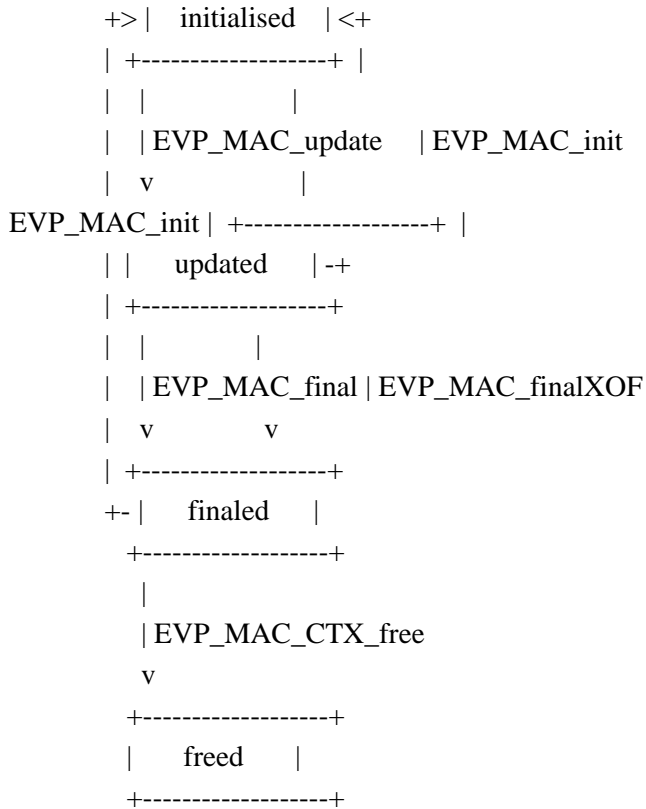 +> |   initialised   | <+
| +-------------------+ |
|   |                   |
|   | EVP_MAC_update    | EVP_MAC_init
|   v                   |
EVP_MAC_init | +-------------------+ |
| |     updated     | -+
| +-------------------+
|   |            |
|   | EVP_MAC_final | EVP_MAC_finalXOF
|   v            v
| +-------------------+
+- |     finaled     |
+-------------------+
|
| EVP_MAC_CTX_free
v
+-------------------+
|      freed      |
+-------------------+